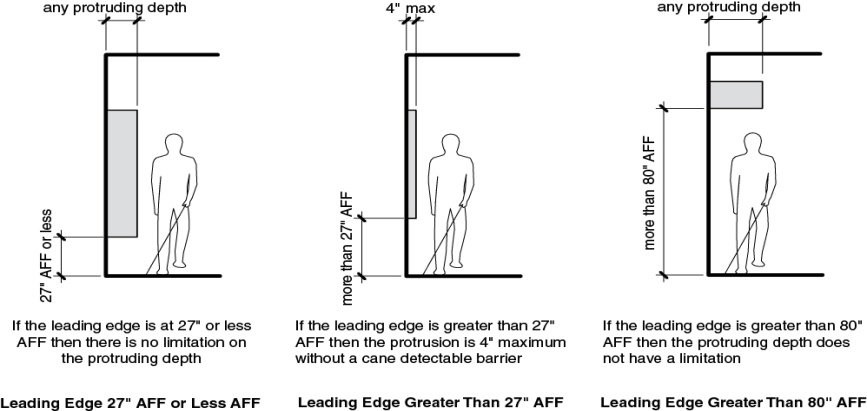 any protruding depth
4" max
any protruding depth
27" AFF or less
more than 27" AFF
more than 80" AFF
If the leading edge is at 27" or less
AFF then there is no limitation on
the protruding depth
If the leading edge is greater than 27"
AFF then the protrusion is 4" maximum
without a cane detectable barrier
If the leading edge is greater than 80"
AFF then the protruding depth does
not have a limitation
Leading Edge 27" AFF or Less AFF
Leading Edge Greater Than 27" AFF
Leading Edge Greater Than 80" AFF